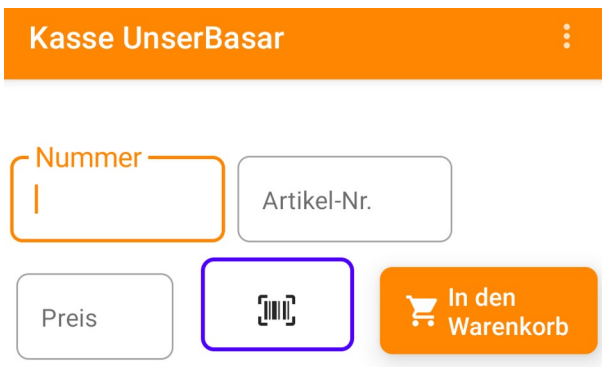 Kasse UnserBasar
Nummer
Artikel-Nr.
Preis
In den
Warenkorb